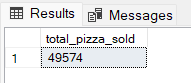 Results Messages
total_pizza_sold
1 49574